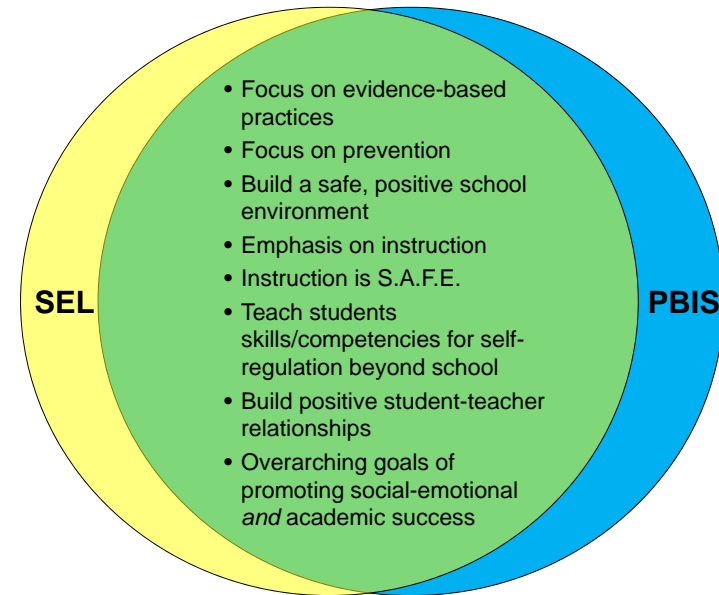 • Focus on evidence-based
practices
• Focus on prevention
• Build a safe, positive school
environment
• Emphasis on instruction
• Instruction is S.A.F.E.
SEL
PBIS
• Teach students
skills/competencies for self-
regulation beyond school
• Build positive student-teacher
relationships
• Overarching goals of
promoting social-emotional
and academic success